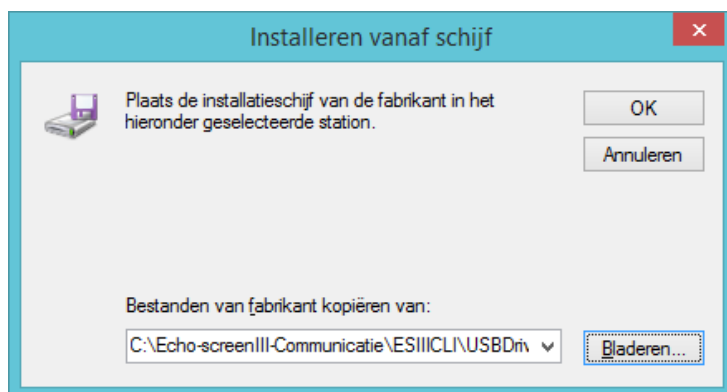 Installeren vanaf schijf
Plaats de installatieschijf van de fabrikant in het
hieronder geselecteerde station.
OK
Annuleren
Bestanden van fabrikant kopiëren van:
C:\Echo-screenIII-Communicatie\ESIIICLI\USBDriv
Bladeren...